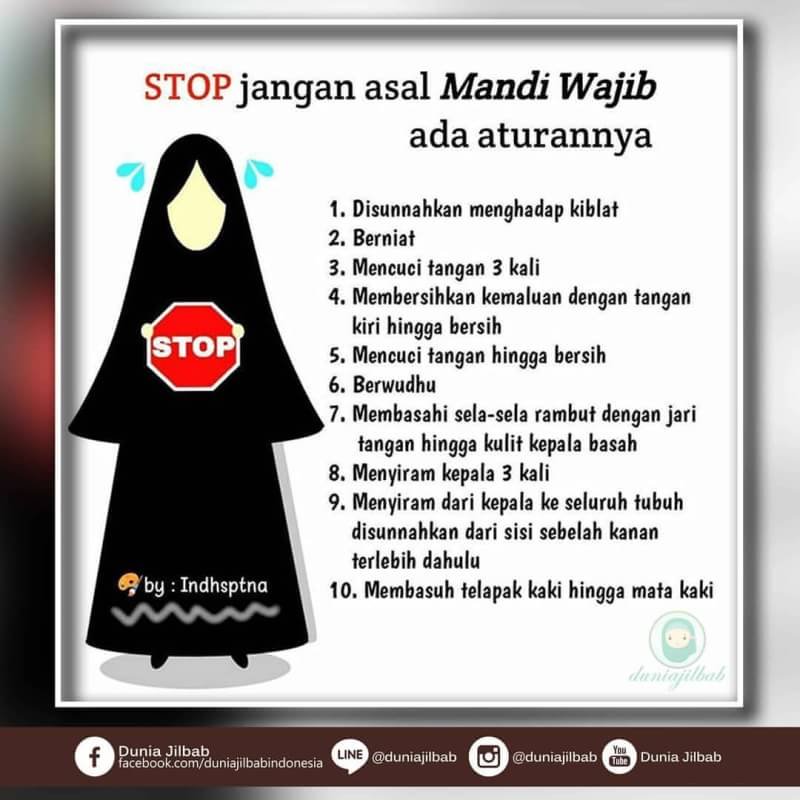 STOP jangan asal Mandi Wajib
ada aturannya
STOP
1. Disunnahkan menghadap kiblat
2. Berniat
3. Mencuci tangan 3 kali
4. Membersihkan kemaluan dengan tangan
kiri hingga bersih
5. Mencuci tangan hingga bersih
6. Berwudhu
7. Membasahi sela-sela rambut dengan jari
tangan hingga kulit kepala basah
8. Menyiram kepala 3 kali
9. Menyiram dari kepala ke seluruh tubuh
disunnahkan dari sisi sebelah kanan
terlebih dahulu
10. Membasuh telapak kaki hingga mata kaki
by : Indhsptna
duniajilbab
Dunia Jilbab
facebook.com/duniajilbabindonesia
LINE @duniajilbab
@duniajilbab
You Tube Dunia Jilbab